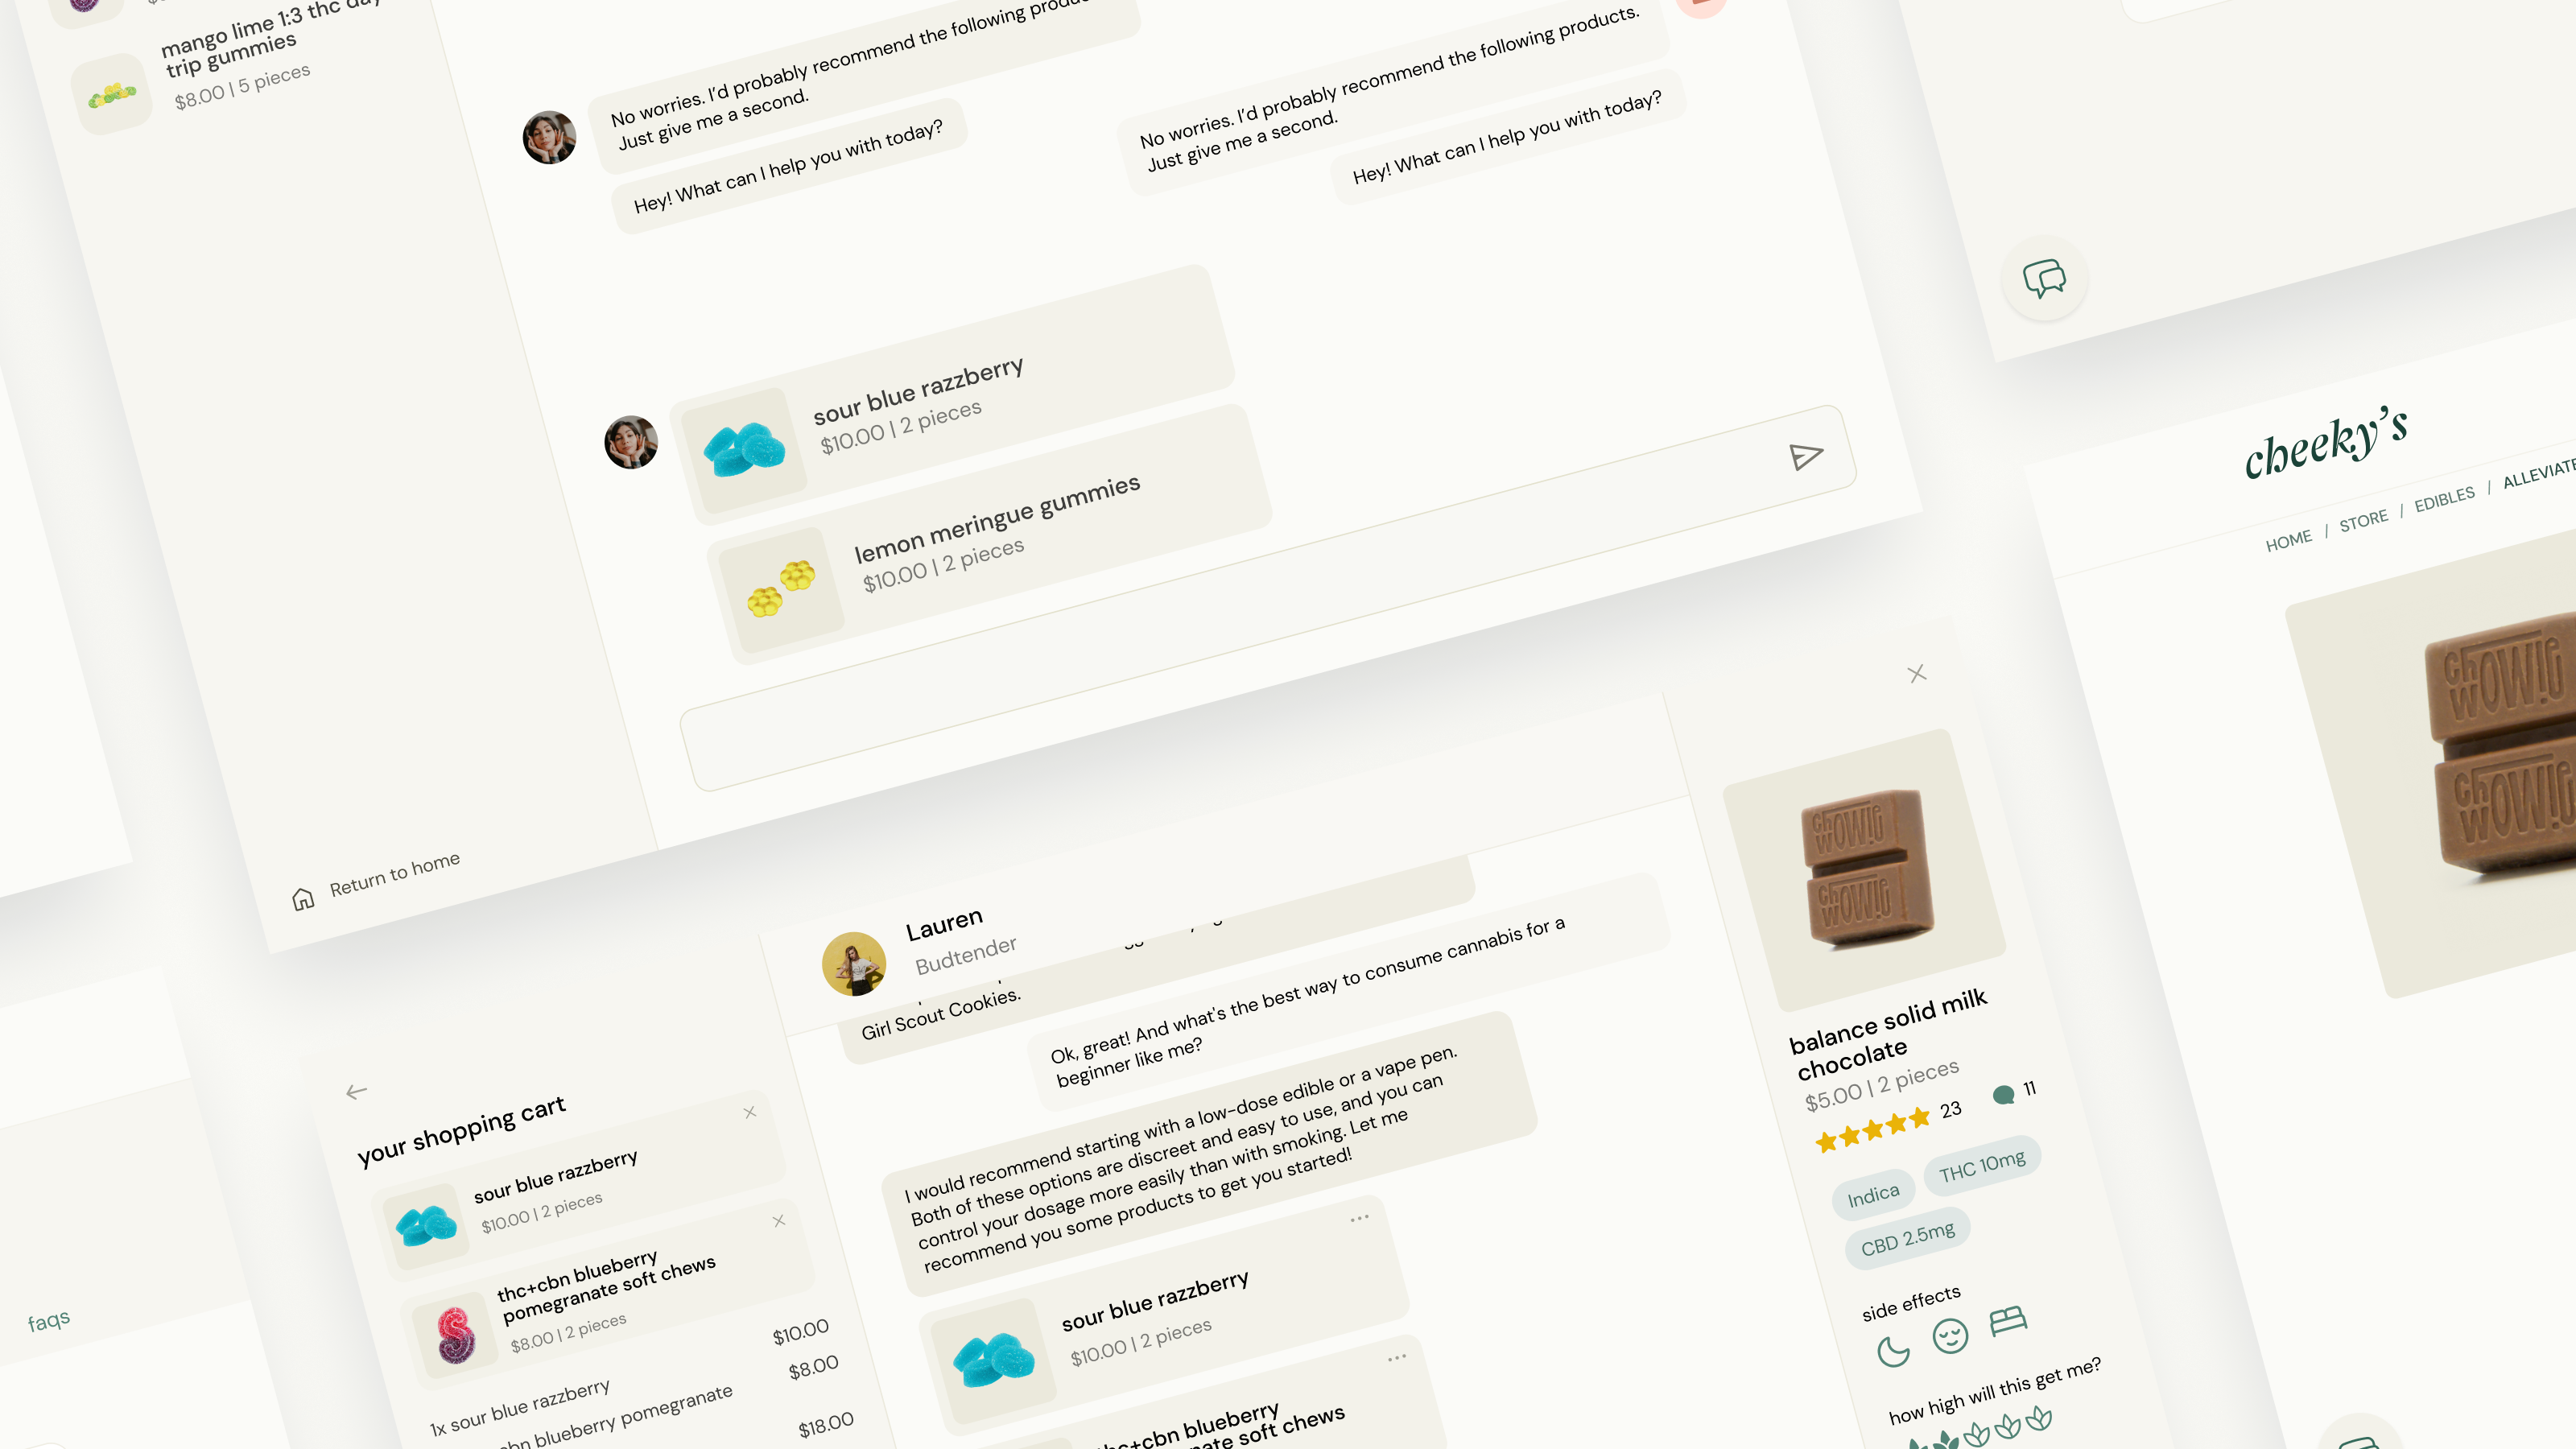 mango lime 1:3 thc day
trip gummies
$8.00 | 5 pieces
Return to home
No worries. I'd probably recommend the following
No worries. I'd probably recommend the following products.
Just give me a second.
Hey! What can I help you with today?
Just give me a second.
Hey! What can I help you with today?
sour blue razzberry
$10.00 | 2 pieces
lemon meringue gummies
$10.00 | 2 pieces
cheeky's
HOME / STORE / EDIBLES / ALLEVIATE
chowie
chowie
faqs
your shopping cart
sour blue razzberry
$10.00 | 2 pieces
thc+cbn blueberry
pomegranate soft chews
$8.00 | 2 pieces
1x sour blue razzberry
$10.00
cbn blueberry pomegranate
$8.00
$18.00
Lauren
Budtender
Girl Scout Cookies.
Ok, great! And what's the best way to consume cannabis for a
beginner like me?
I would recommend starting with a low-dose edible or a vape pen.
Both of these options are discreet and easy to use, and you can
control your dosage more easily than with smoking. Let me
recommend you some products to get you started!
sour blue razzberry
$10.00 | 2 pieces
thc+cbn blueberry
soft chews
chowie
chowie
balance solid milk
chocolate
$5.00 | 2 pieces
23
11
Indica
THC 10mg
CBD 2.5mg
side effects
how high will this get me?